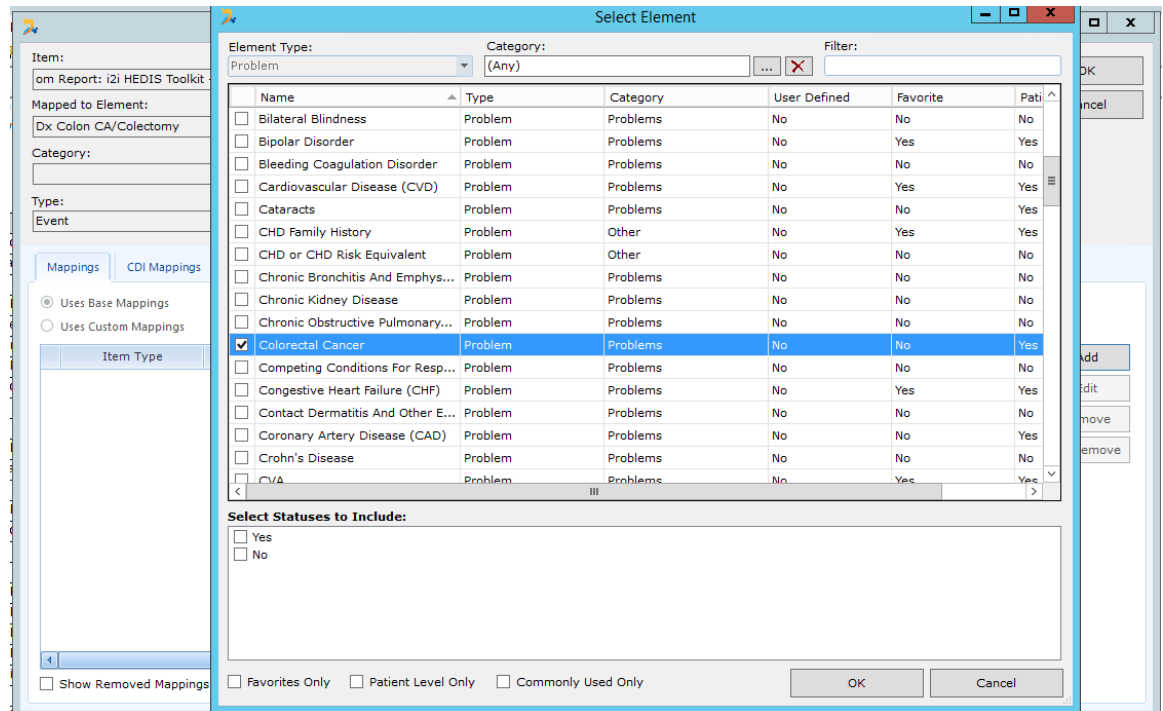 Select Element
Item:
om Report: i2i HEDIS Toolkit -
Mapped to Element:
Dx Colon CA/Colectomy
Category:
Type:
Event
Mappings CDI Mappings
Uses Base Mappings
Uses Custom Mappings
Item Type
Show Removed Mappings
Element Type: Category: Filter:
Problem (Any) ...
Name Type Category User Defined Favorite Pati
Bilateral Blindness Problem Problems No No No
Bipolar Disorder Problem Problems No Yes Yes
Bleeding Coagulation Disorder Problem Problems No No No
Cardiovascular Disease (CVD) Problem Problems No Yes Yes
Cataracts Problem Problems No No Yes
CHD Family History Problem Other No Yes Yes
CHD or CHD Risk Equivalent Problem Other No No No
Chronic Bronchitis And Emphys... Problem Problems No No No
Chronic Kidney Disease Problem Problems No No No
Chronic Obstructive Pulmonary... Problem Problems No No No
Colorectal Cancer Problem Problems No No Yes
Competing Conditions For Resp... Problem Problems No No No
Congestive Heart Failure (CHF) Problem Problems No Yes Yes
Contact Dermatitis And Other E... Problem Problems No No No
Coronary Artery Disease (CAD) Problem Problems No No Yes
Crohn's Disease Problem Problems No No No
CVA Problem Problems No Yes Yes
Select Statuses to Include:
Yes
No
Favorites Only Patient Level Only Commonly Used Only OK Cancel
OK
ancel
Add
Edit
move
emove